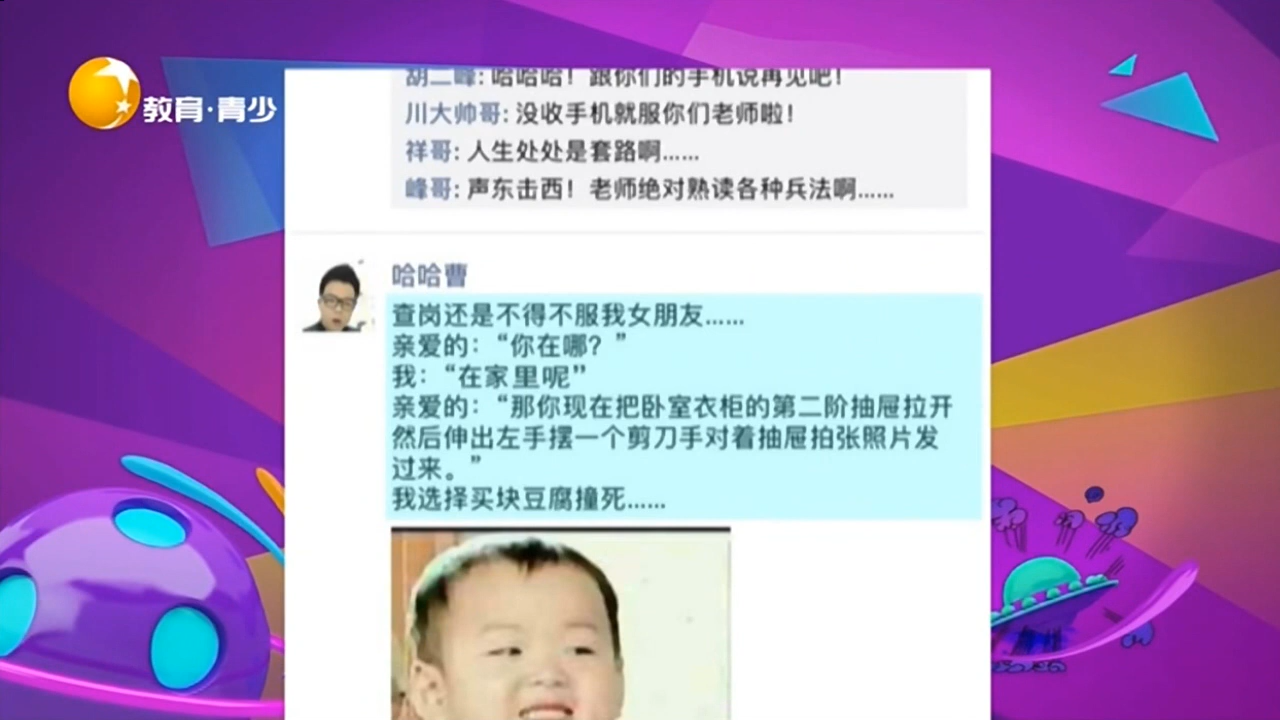 胡二峰: 哈哈哈！跟你们的手机说再见吧！
教育·青少
川大帅哥: 没收手机就服你们老师啦！
祥哥: 人生处处是套路啊……
峰哥: 声东击西！老师绝对熟读各种兵法啊……
哈哈曹
查岗还是不得不服我女朋友……
亲爱的：“你在哪？”
我：“在家里呢”
亲爱的：“那你现在把卧室衣柜的第二阶抽屉拉开
然后伸出左手摆一个剪刀手对着抽屉拍张照片发
过来。”
我选择买块豆腐撞死……